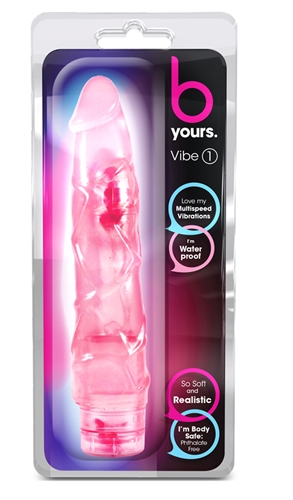 b
yours.
Vibe 1
Love my
Multispeed
Vibrations
I'm
Water
proof
So Soft
and
Realistic
I'm Body
Safe:
Phthalate
Free